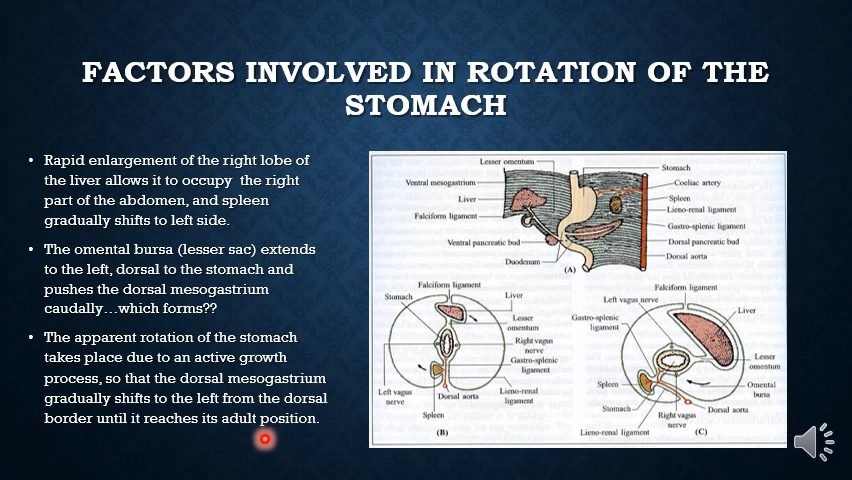 FACTORS INVOLVED IN ROTATION OF THE
STOMACH
• Rapid enlargement of the right lobe of
the liver allows it to occupy the right
part of the abdomen, and spleen
gradually shifts to left side.
• The omental bursa (lesser sac) extends
to the left, dorsal to the stomach and
pushes the dorsal mesogastrium
caudally...which forms??
• The apparent rotation of the stomach
takes place due to an active growth
process, so that the dorsal mesogastrium
gradually shifts to the left from the dorsal
border until it reaches its adult position.
Lesser omentum
Ventral mesogastrium
Liver
Falciform ligament
Ventral pancreatic bud
Duodenum
Stomach
Coeliac artery
Spleen
Lieno-renal ligament
Gastro-splenic ligament
Dorsal pancreatic bud
Dorsal aorta
(A)
Falciform ligament
Stomach
Liver
Lesser
omentum
Right vagus
nerve
Gastro-splenic
ligament
Lieno-renal
ligament
Left vagus
nerve
Dorsal aorta
Spleen
(B)
Falciform ligament
Left vagus nerve
Gastro-splenic
ligament
Liver
Lesser
omentum
Omental
bursa
Spleen
Stomach
Right vagus
nerve
Dorsal aorta
Lieno-renal ligament
(C)